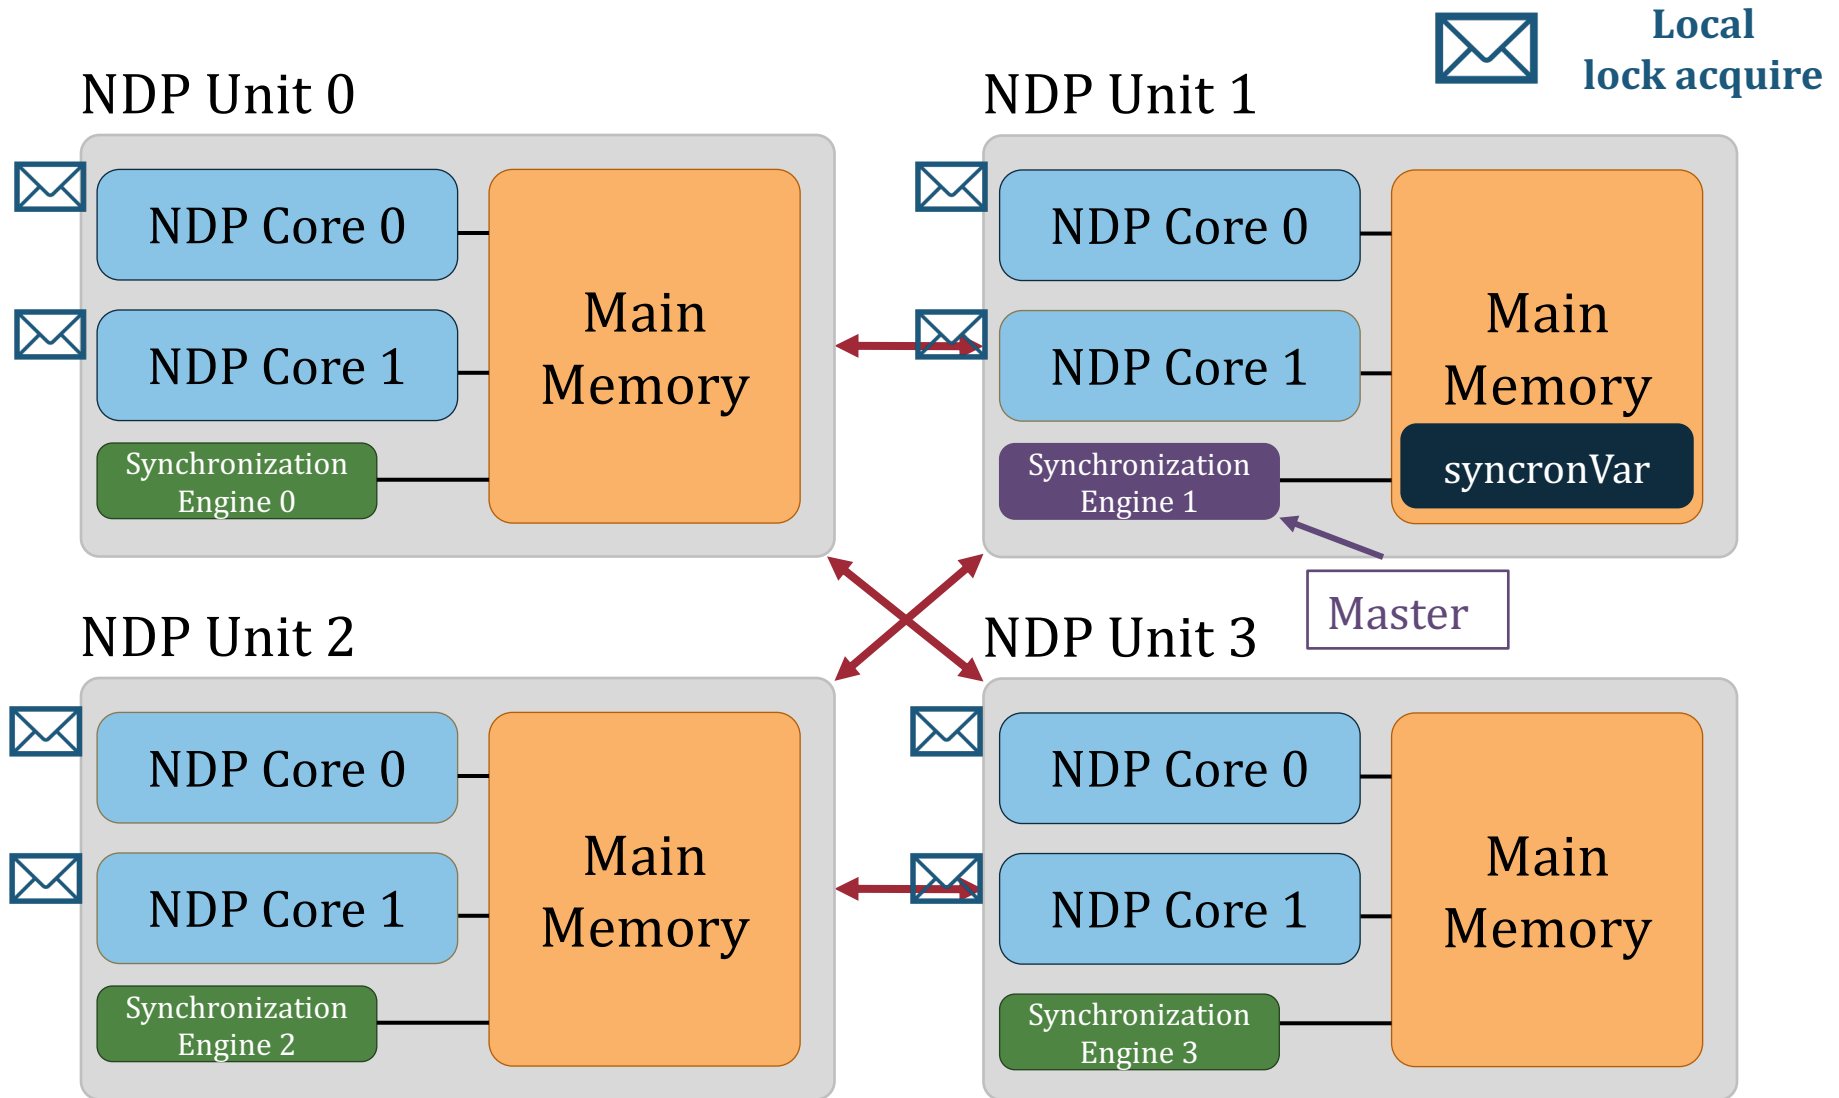 Local
lock acquire
NDP Unit 0
NDP Core 0
NDP Core 1
Synchronization
Engine 0
Main
Memory
NDP Unit 1
NDP Core 0
NDP Core 1
Synchronization
Engine 1
Main
Memory
syncronVar
Master
NDP Unit 2
NDP Core 0
NDP Core 1
Synchronization
Engine 2
Main
Memory
NDP Unit 3
NDP Core 0
NDP Core 1
Synchronization
Engine 3
Main
Memory